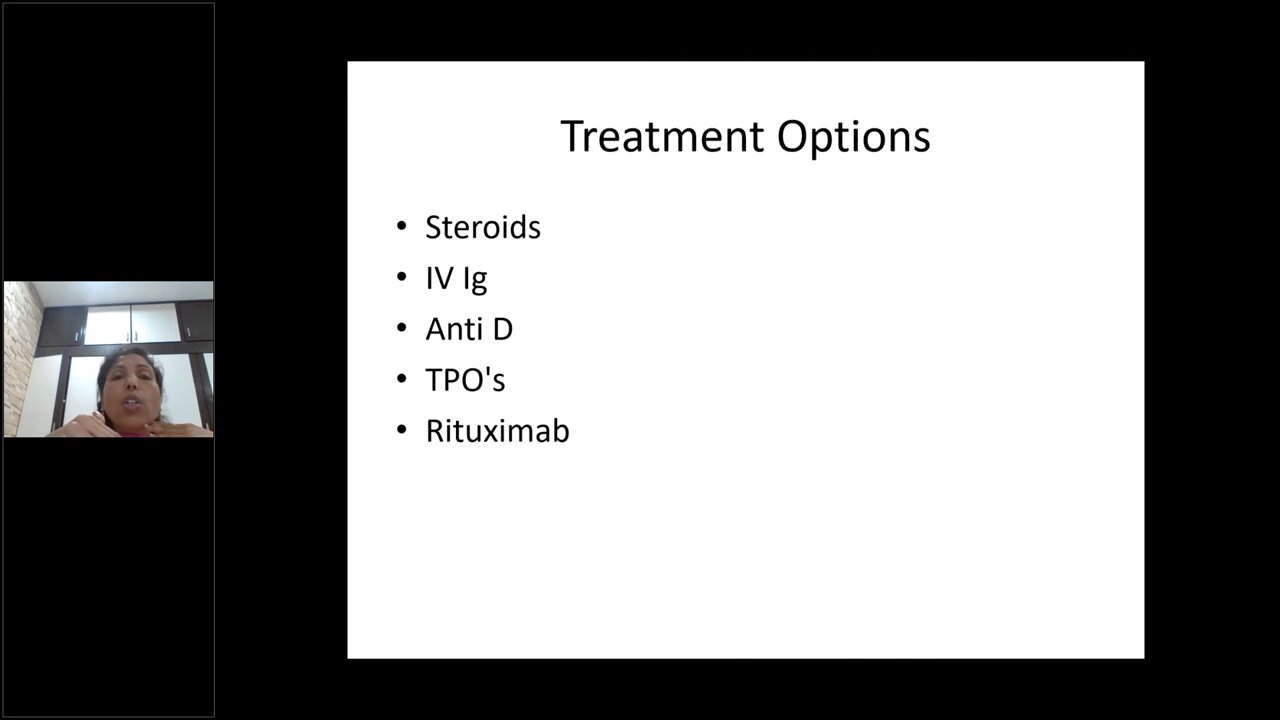 Treatment Options
• Steroids
• IV Ig
• Anti D
• TPO's
• Rituximab